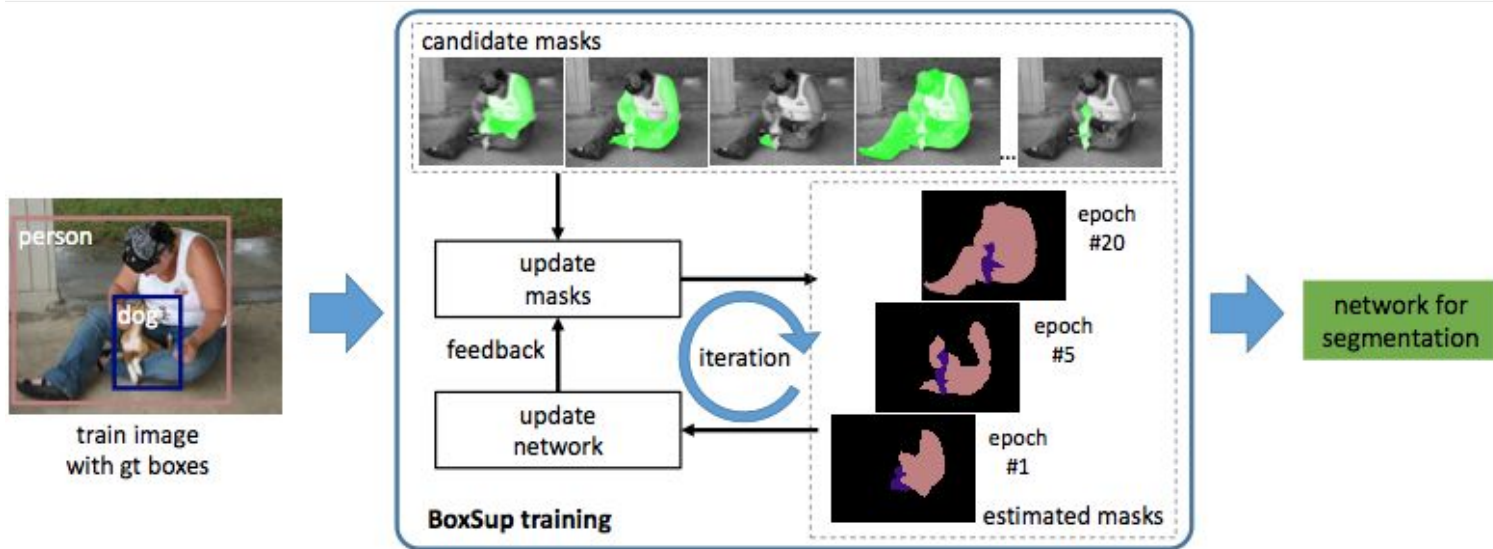 candidate masks
...
person
dog
train image
with gt boxes
update
masks
feedback
iteration
update
network
BoxSup training
epoch
#20
epoch
#5
epoch
#1
estimated masks
network for
segmentation